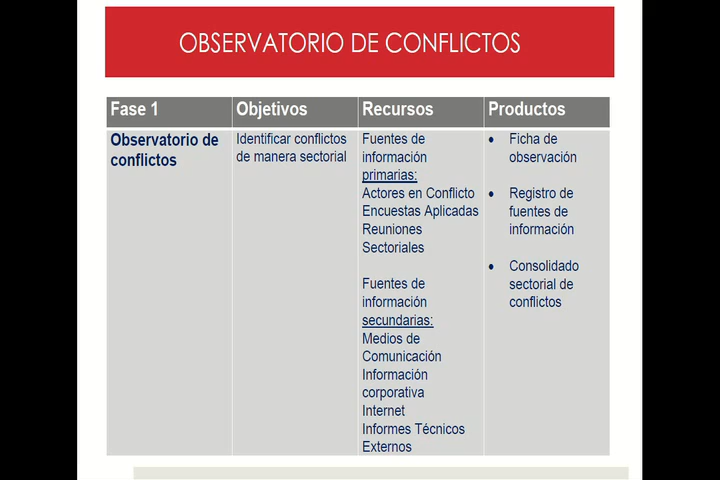 OBSERVATORIO DE CONFLICTOS
Fase 1
Objetivos
Recursos
Productos
Observatorio de
conflictos
Identificar conflictos
de manera sectorial
Fuentes de
información
primarias:
Actores en Conflicto
Encuestas Aplicadas
Reuniones
Sectoriales
Fuentes de
información
secundarias:
Medios de
Comunicación
Información
corporativa
Internet
Informes Técnicos
Externos
• Ficha de
observación
• Registro de
fuentes de
información
• Consolidado
sectorial de
conflictos